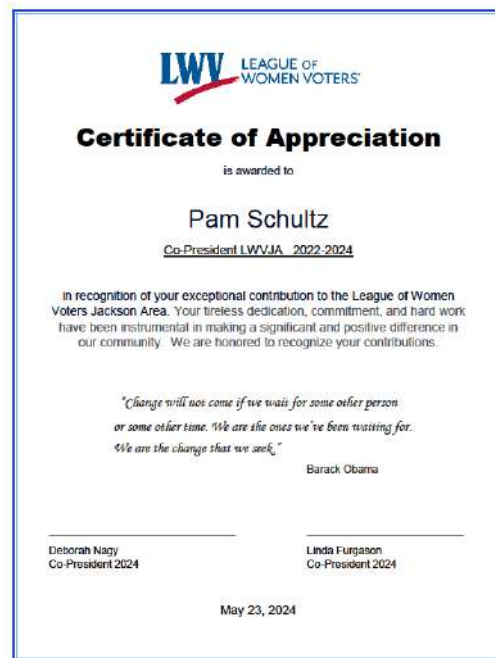 LWV LEAGUE OF
WOMEN VOTERS®
Certificate of Appreciation
is awarded to
Pam Schultz
Co-President LWVJA 2022-2024
In recognition of your exceptional contribution to the League of Women
Voters Jackson Area. Your tireless dedication, commitment, and hard work
have been instrumental in making a significant and positive difference in
our community. We are honored to recognize your contributions.
"Change will not come if we wait for some other person
or some other time. We are the ones we've been waiting for.
We are the change that we seek."
Barack Obama
Deborah Nagy
Co-President 2024
Linda Furgason
Co-President 2024
May 23, 2024